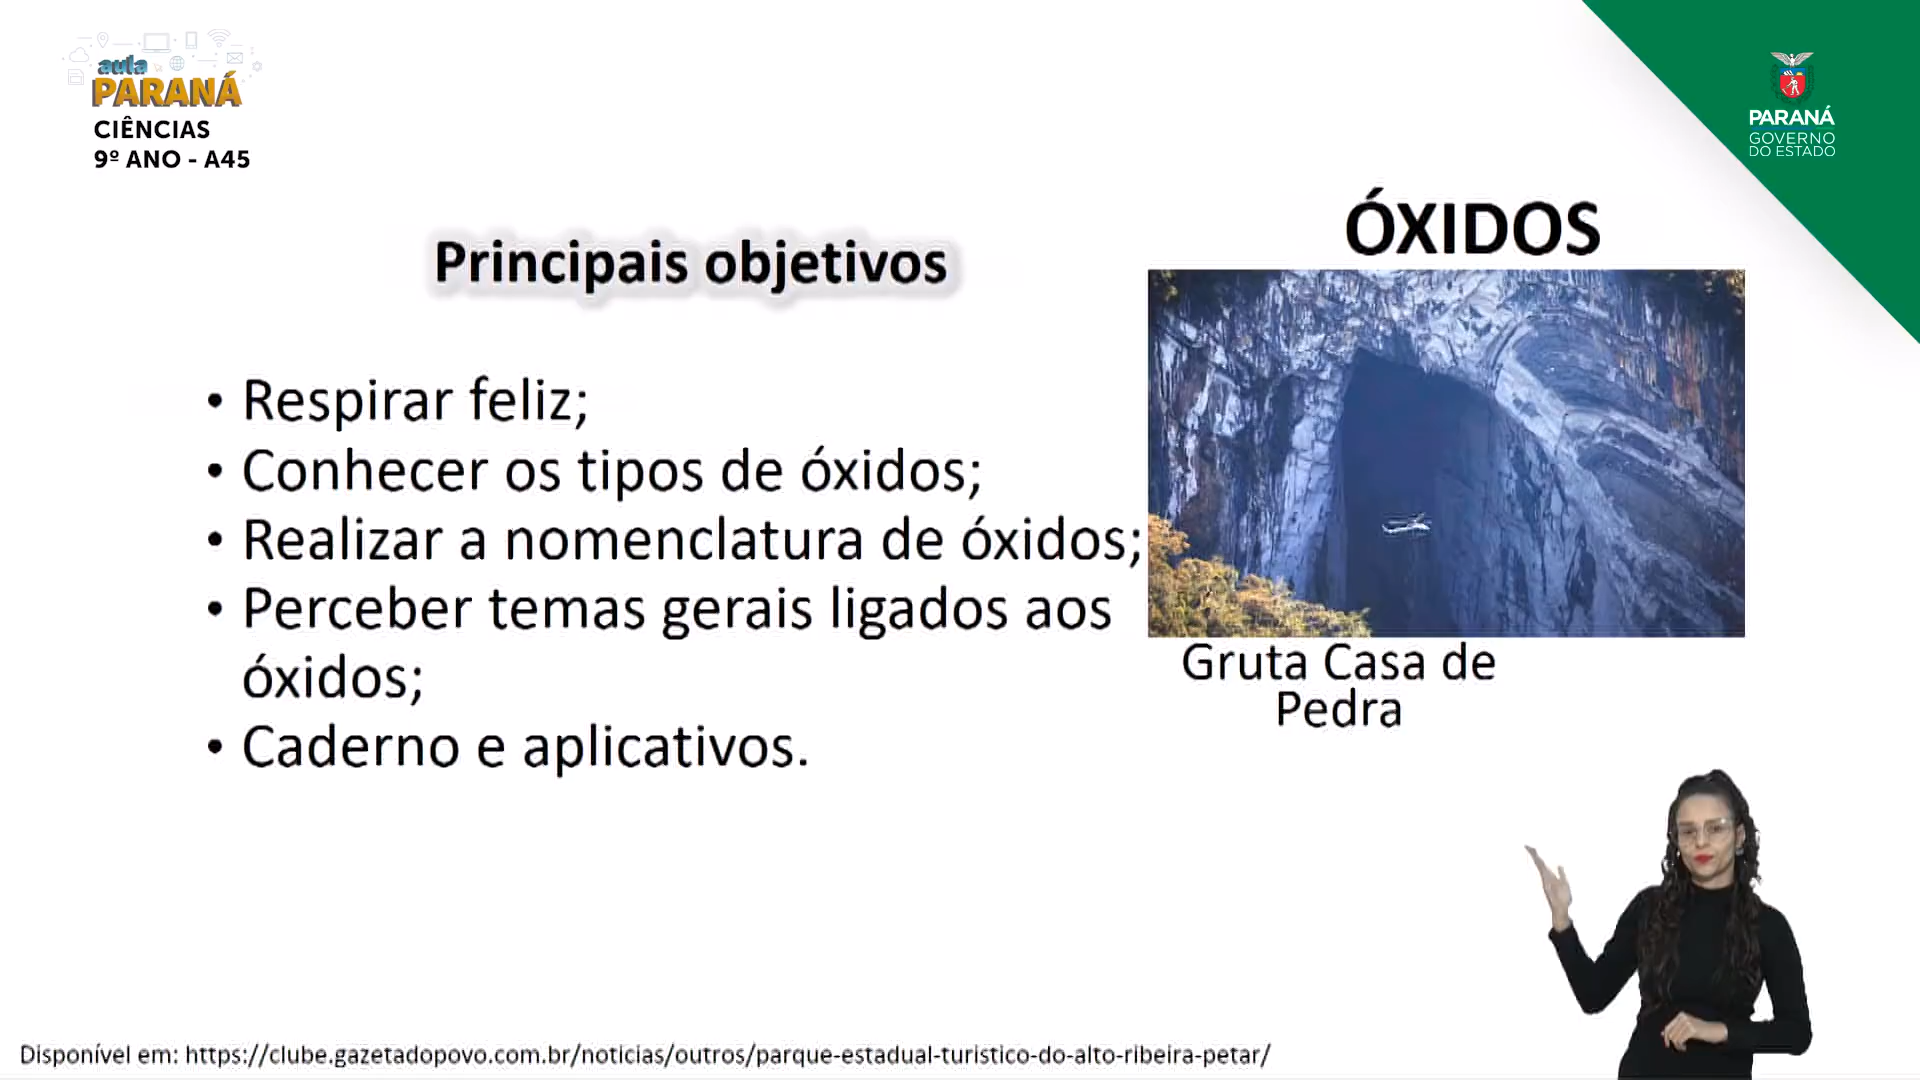 aula
PARANÁ
CIÊNCIAS
9º ANO - A45
PARANÁ
GOVERNO
DO ESTADO
ÓXIDOS
Principais objetivos
• Respirar feliz;
• Conhecer os tipos de óxidos;
• Realizar a nomenclatura de óxidos;
• Perceber temas gerais ligados aos
óxidos;
• Caderno e aplicativos.
Gruta Casa de
Pedra
Disponível em: https://clube.gazetadopovo.com.br/noticias/outros/parque-estadual-turistico-do-alto-ribeira-petar/